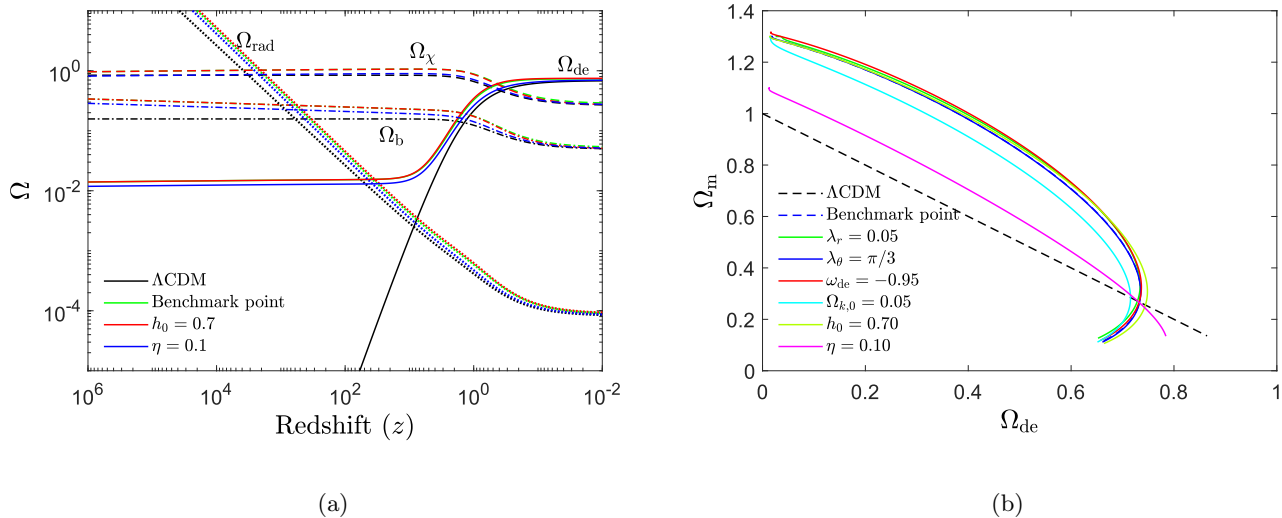 10^0
10^-2
10^-4
Ω
Ω_rad
Ω_χ
Ω_de
Ω_b
ΛCDM
Benchmark point
h_0 = 0.7
η = 0.1
10^6
10^4
10^2
10^0
10^-2
Redshift (z)
(a)
1.4
1.2
1
0.8
0.6
0.4
0.2
0
Ω_m
ΛCDM
Benchmark point
λ_r = 0.05
λ_θ = π/3
ω_de = −0.95
Ω_k,0 = 0.05
h_0 = 0.70
η = 0.10
0
0.2
0.4
0.6
0.8
1
Ω_de
(b)